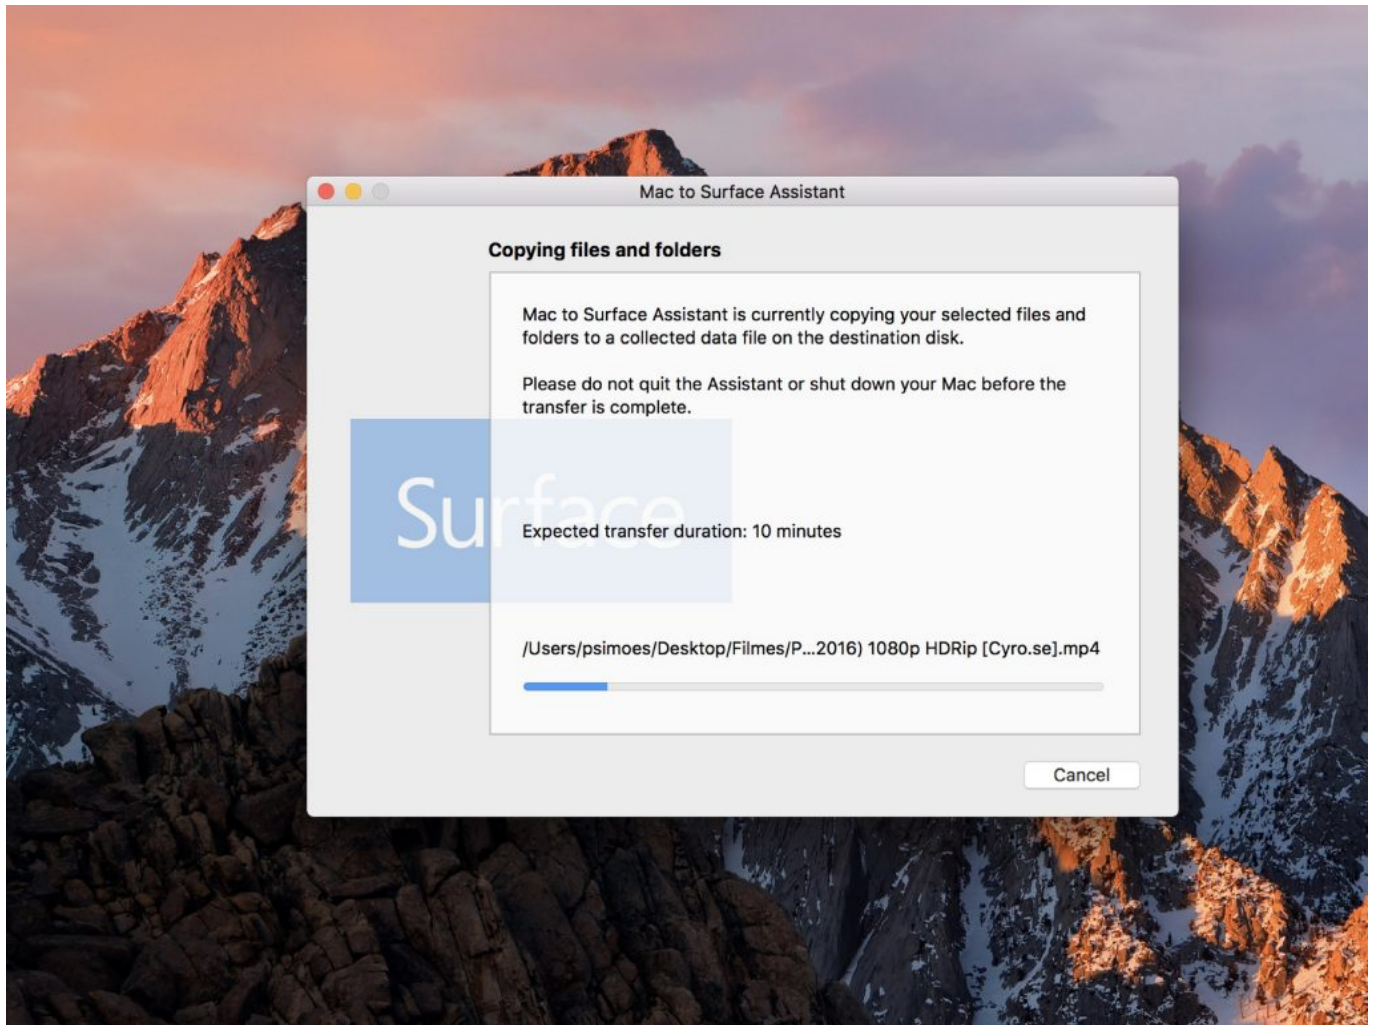 Mac to Surface Assistant
Copying files and folders
Mac to Surface Assistant is currently copying your selected files and
folders to a collected data file on the destination disk.
Please do not quit the Assistant or shut down your Mac before the
transfer is complete.
Surface
Expected transfer duration: 10 minutes
/Users/psimoes/Desktop/Filmes/P...2016) 1080p HDRip [Cyro.se].mp4
Cancel